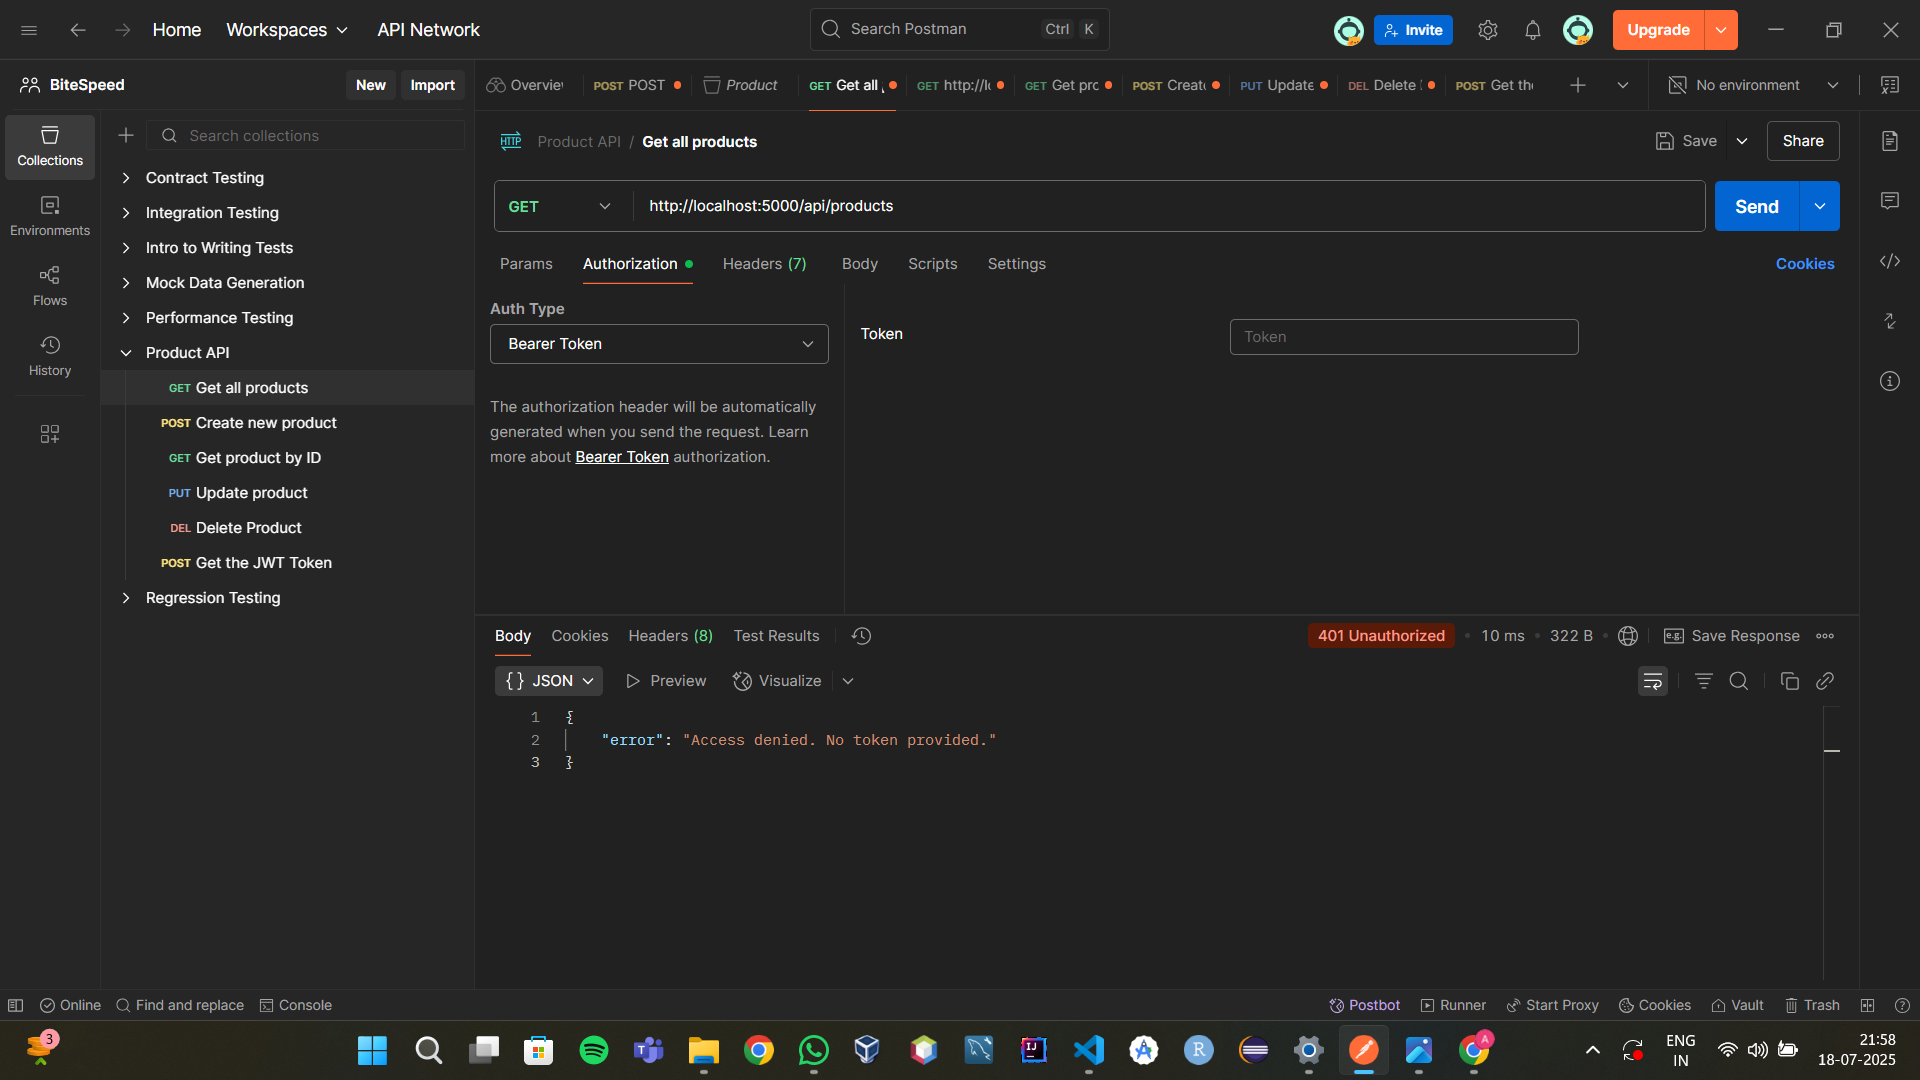 Home
Workspaces
API Network
Search Postman
Ctrl
K
Invite
Upgrade
BiteSpeed
New
Import
Overvie
POST POST
Product
GET Get all
GET http://l
GET Get prc
POST Creat
PUT Update
DEL Delete
POST Get th
No environment
Collections
Environments
Flows
History
Search collections
Contract Testing
Integration Testing
Intro to Writing Tests
Mock Data Generation
Performance Testing
Product API
GET Get all products
POST Create new product
GET Get product by ID
PUT Update product
DEL Delete Product
POST Get the JWT Token
Regression Testing
HTTP Product API / Get all products
Save
Share
GET
http://localhost:5000/api/products
Send
Params
Authorization
Headers (7)
Body
Scripts
Settings
Cookies
Auth Type
Bearer Token
The authorization header will be automatically
generated when you send the request. Learn
more about Bearer Token authorization.
Token
Token
Body
Cookies
Headers (8)
Test Results
401 Unauthorized
10 ms
322 B
e.g. Save Response
{} JSON
Preview
Visualize
1 {
2 "error": "Access denied. No token provided."
3 }
Online
Find and replace
Console
Postbot
Runner
Start Proxy
Cookies
Vault
Trash
3
ENG
IN
21:58
18-07-2025